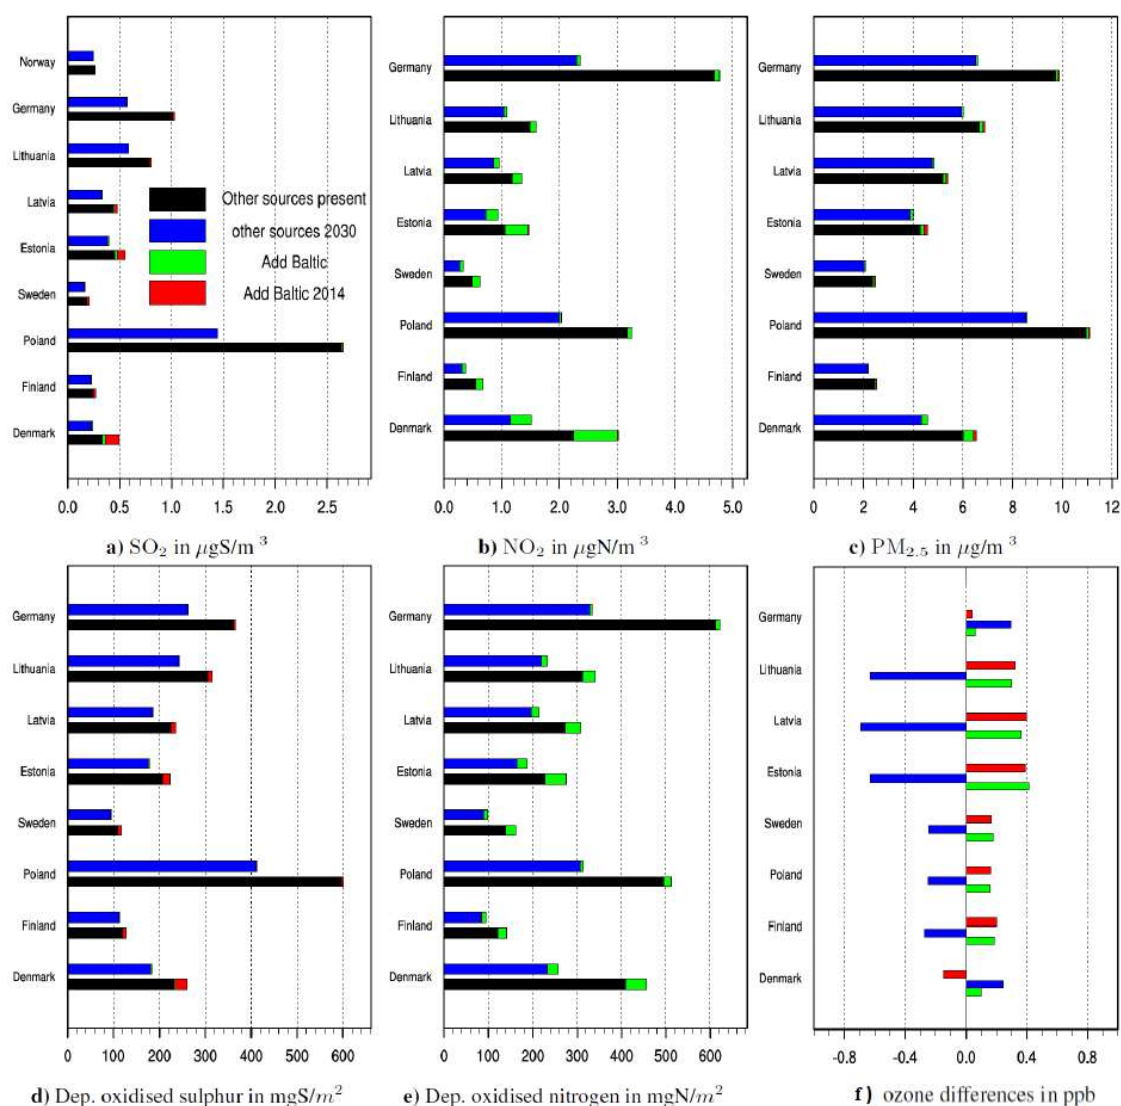 Norway
Germany
Lithuania
Latvia
Estonia
Sweden
Poland
Finland
Denmark
Other sources present
other sources 2030
Add Baltic
Add Baltic 2014
0.0 0.5 1.0 1.5 2.0 2.5
a) SO₂ in μgS/m ³
Germany
Lithuania
Latvia
Estonia
Sweden
Poland
Finland
Denmark
0.0 1.0 2.0 3.0 4.0 5.0
b) NO₂ in μgN/m ³
Germany
Lithuania
Latvia
Estonia
Sweden
Poland
Finland
Denmark
0 2 4 6 8 10 12
c) PM₂.₅ in μg/m ³
Germany
Lithuania
Latvia
Estonia
Sweden
Poland
Finland
Denmark
0 100 200 300 400 500 600
d) Dep. oxidised sulphur in mgS/m²
Germany
Lithuania
Latvia
Estonia
Sweden
Poland
Finland
Denmark
0 100 200 300 400 500 600
e) Dep. oxidised nitrogen in mgN/m²
Germany
Lithuania
Latvia
Estonia
Sweden
Poland
Finland
Denmark
-0.8 -0.4 0.0 0.4 0.8
f) ozone differences in ppb